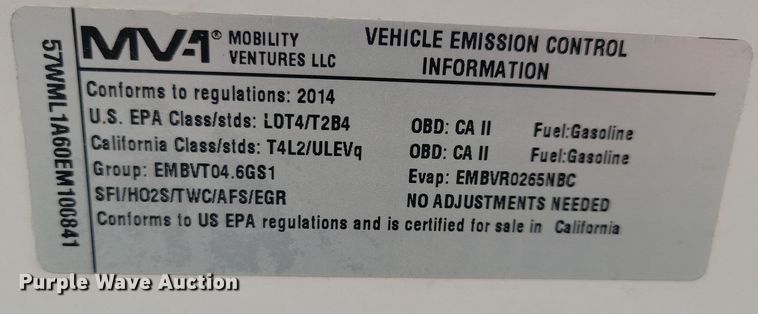 57WML1A60EM100841
MV-1® MOBILITY VENTURES LLC
VEHICLE EMISSION CONTROL INFORMATION
Conforms to regulations: 2014
U.S. EPA Class/stds: LDT4/T2B4 OBD: CA II Fuel:Gasoline
California Class/stds: T4L2/ULEVq OBD: CA II Fuel:Gasoline
Group: EMBVT04.6GS1 Evap: EMBVR0265NBC
SFI/HO2S/TWC/AFS/EGR NO ADJUSTMENTS NEEDED
Conforms to US EPA regulations and is certified for sale in California
Purple Wave Auction